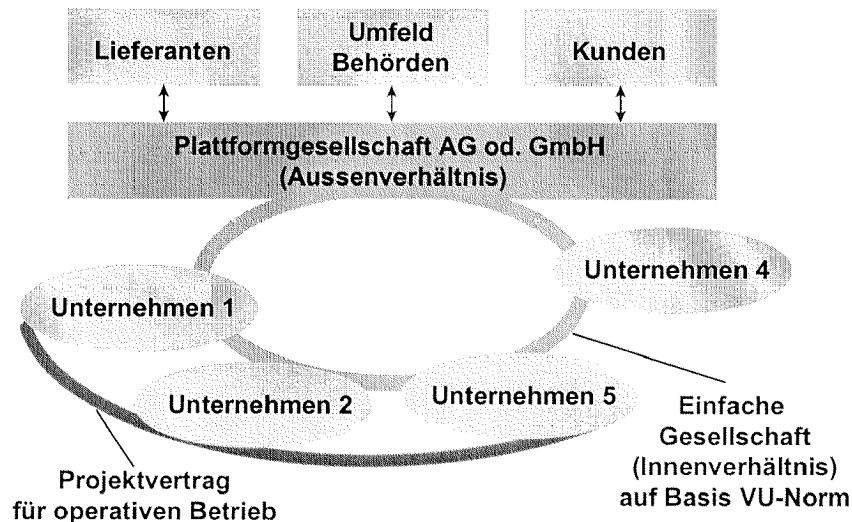 Lieferanten
Umfeld
Behörden
Kunden
Plattformgesellschaft AG od. GmbH
(Aussenverhältnis)
Unternehmen 4
Unternehmen 1
Unternehmen 2
Unternehmen 5
Einfache
Gesellschaft
(Innenverhältnis)
auf Basis VU-Norm
Projektvertrag
für operativen Betrieb